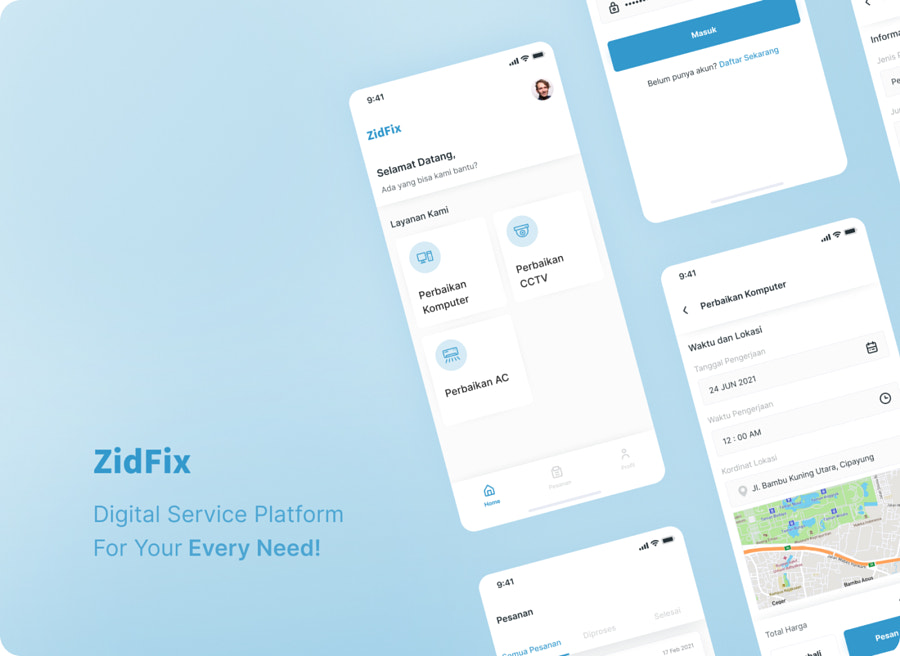 ZidFix
Digital Service Platform
For Your Every Need!
9:41
ZidFix
Selamat Datang,
Ada yang bisa kami bantu?
Layanan Kami
Perbaikan
Komputer
Perbaikan
CCTV
Perbaikan AC
Home
Pesanan
Profil
Masuk
Belum punya akun? Daftar Sekarang
Informa
Jenis
Pe
Ju
9:41
Perbaikan Komputer
Waktu dan Lokasi
Tanggal Pengerjaan
24 JUN 2021
Waktu Pengerjaan
12 : 00 AM
Kordinat Lokasi
Jl. Bambu Kuning Utara, Cipayung
Bambu Apus
Ceger
Total Harga
bali
Pesan
9:41
Pesanan
Semua Pesanan
Diproses
Selesai
17 Feb 2021